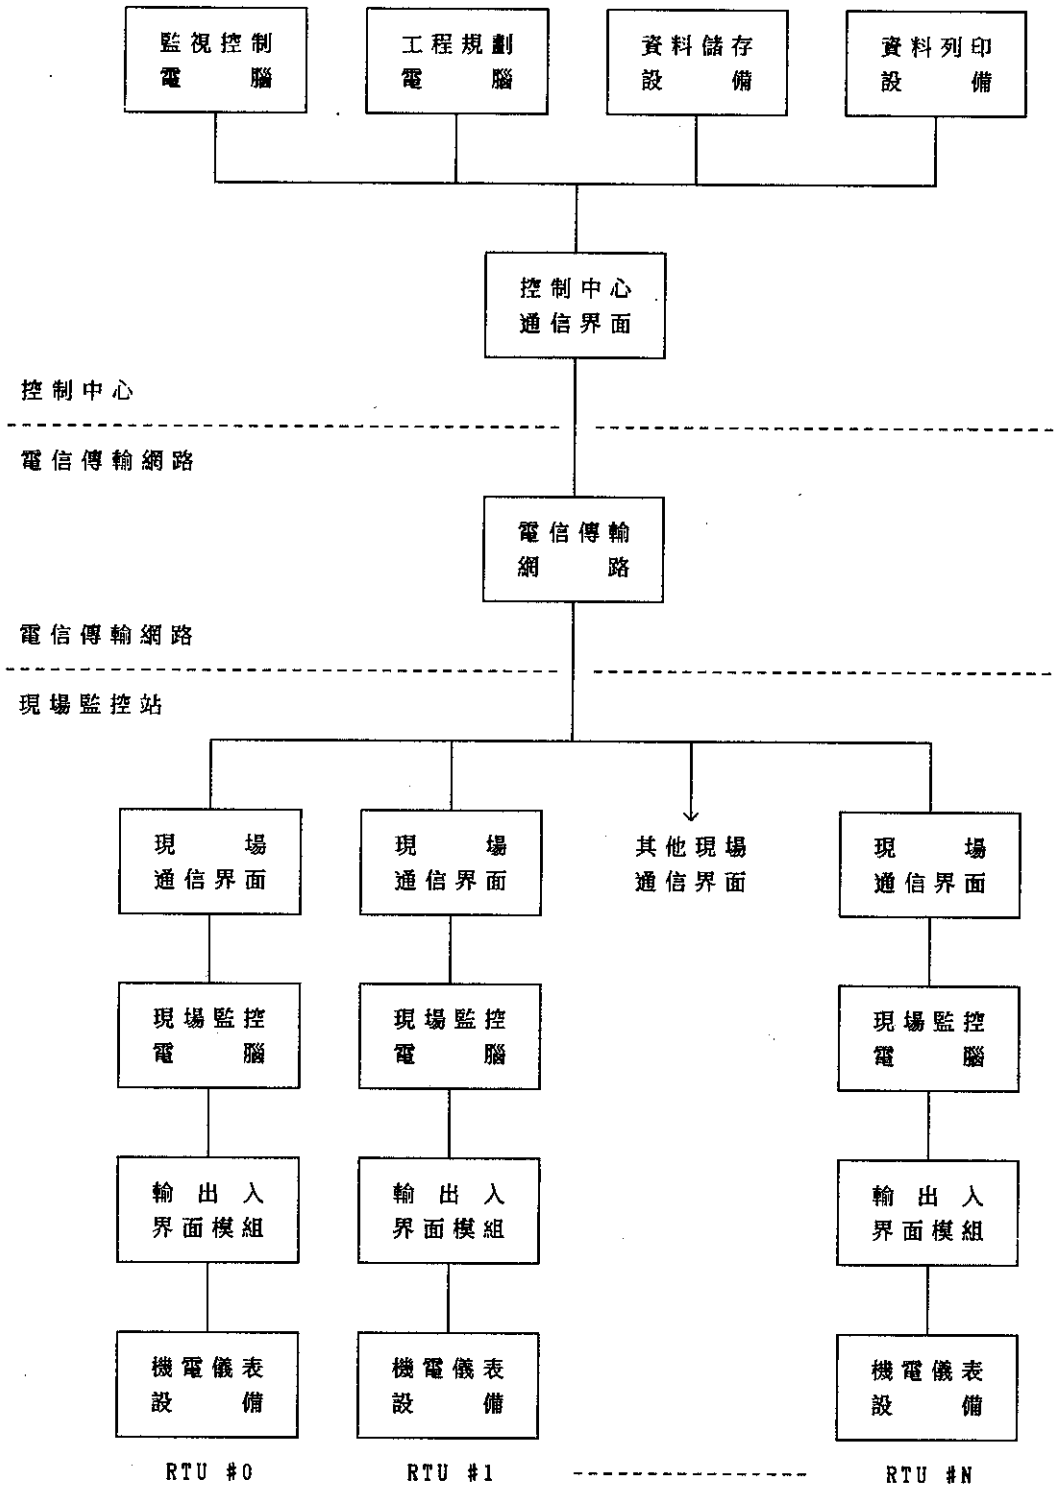 監視控制
電腦
工程規劃
電腦
資料儲存
設備
資料列印
設備
控制中心
通信界面
控制中心
電信傳輸網路
電信傳輸
網路
電信傳輸網路
現場監控站
現場
通信界面
現場
通信界面
其他現場
通信界面
現場
通信界面
現場監控
電腦
現場監控
電腦
現場監控
電腦
輸出入
界面模組
輸出入
界面模組
輸出入
界面模組
機電儀表
設備
機電儀表
設備
機電儀表
設備
RTU #0
RTU #1
RTU #N